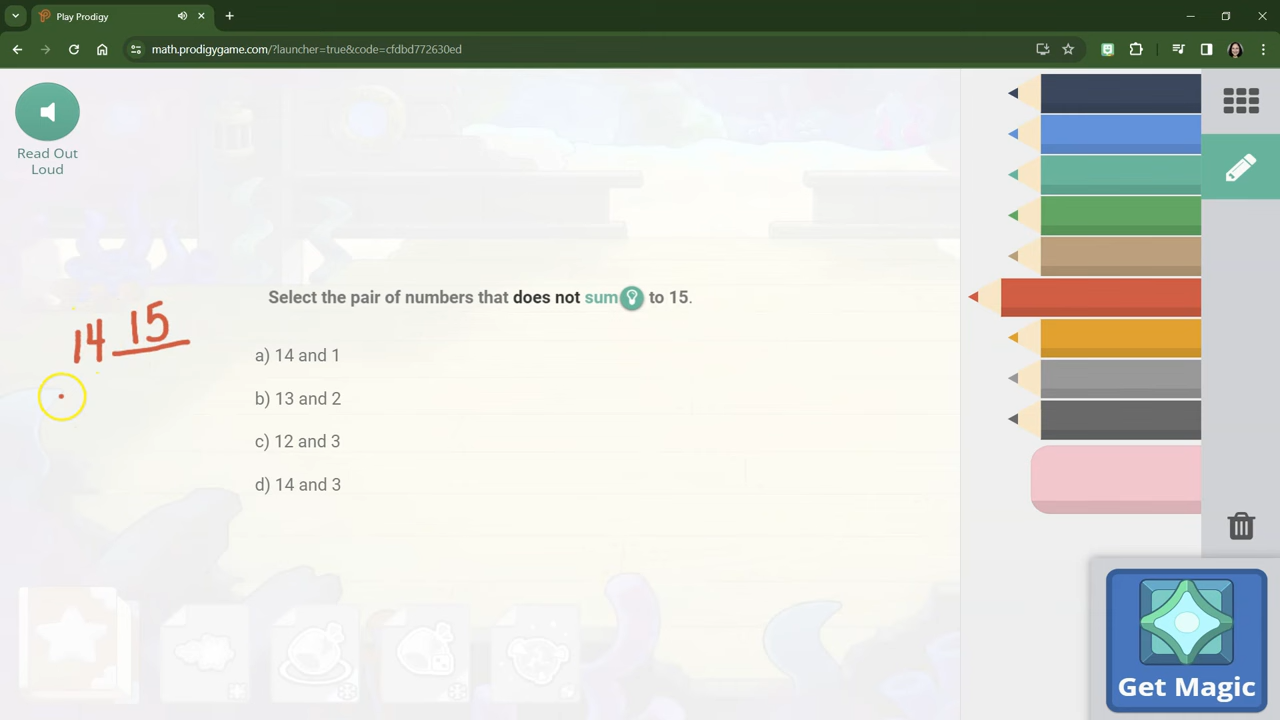 Play Prodigy
math.prodigygame.com/?launcher=true&code=cfdbd772630ed
Read Out
Loud
Select the pair of numbers that does not sum to 15.
15
14
a) 14 and 1
b) 13 and 2
c) 12 and 3
d) 14 and 3
Get Magic